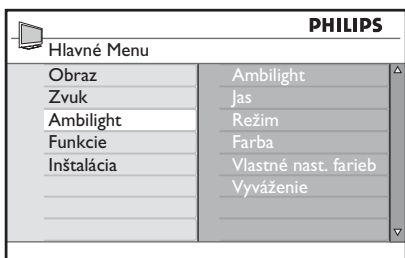 PHILIPS
Hlavné Menu
Obraz
Zvuk
Ambilight
Funkcie
Inštalácia
Ambilight
Jas
Režim
Farba
Vlastné nast. farieb
Vyváženie